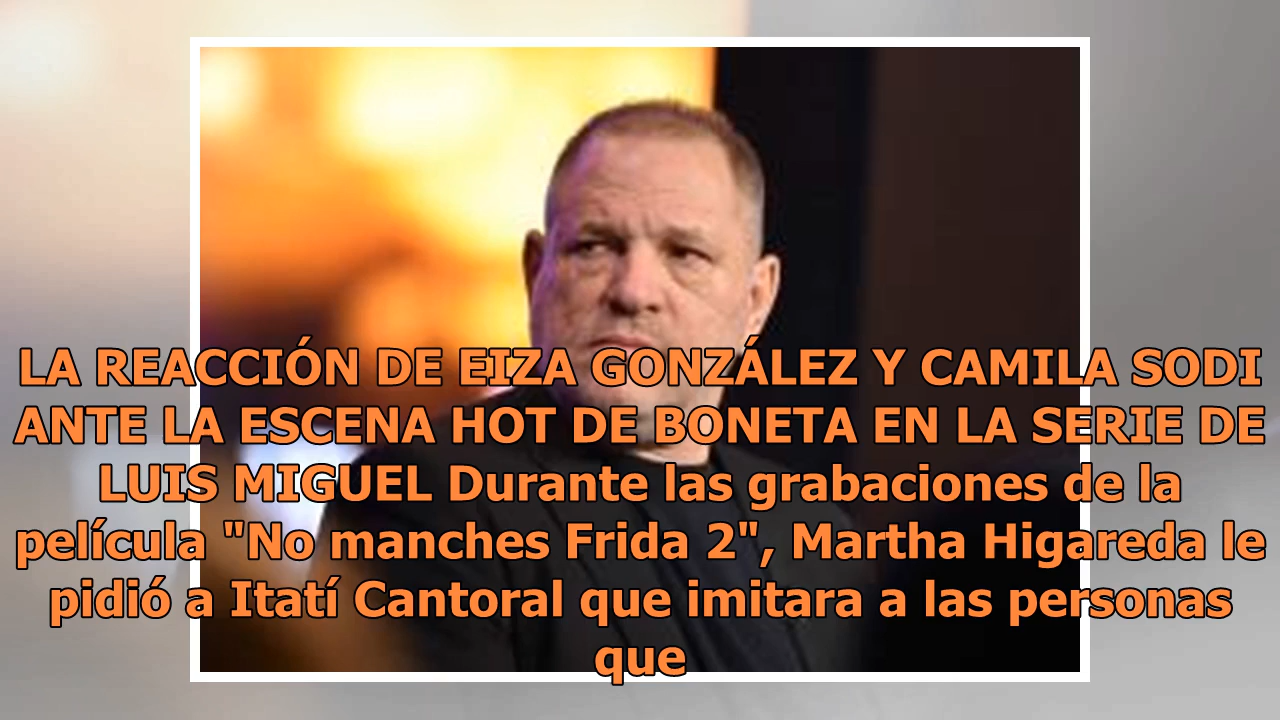 LA REACCIÓN DE EIZA GONZÁLEZ Y CAMILA SODI
ANTE LA ESCENA HOT DE BONETA EN LA SERIE DE
LUIS MIGUEL Durante las grabaciones de la
película "No manches Frida 2", Martha Higareda le
pidió a Itatí Cantoral que imitara a las personas
que